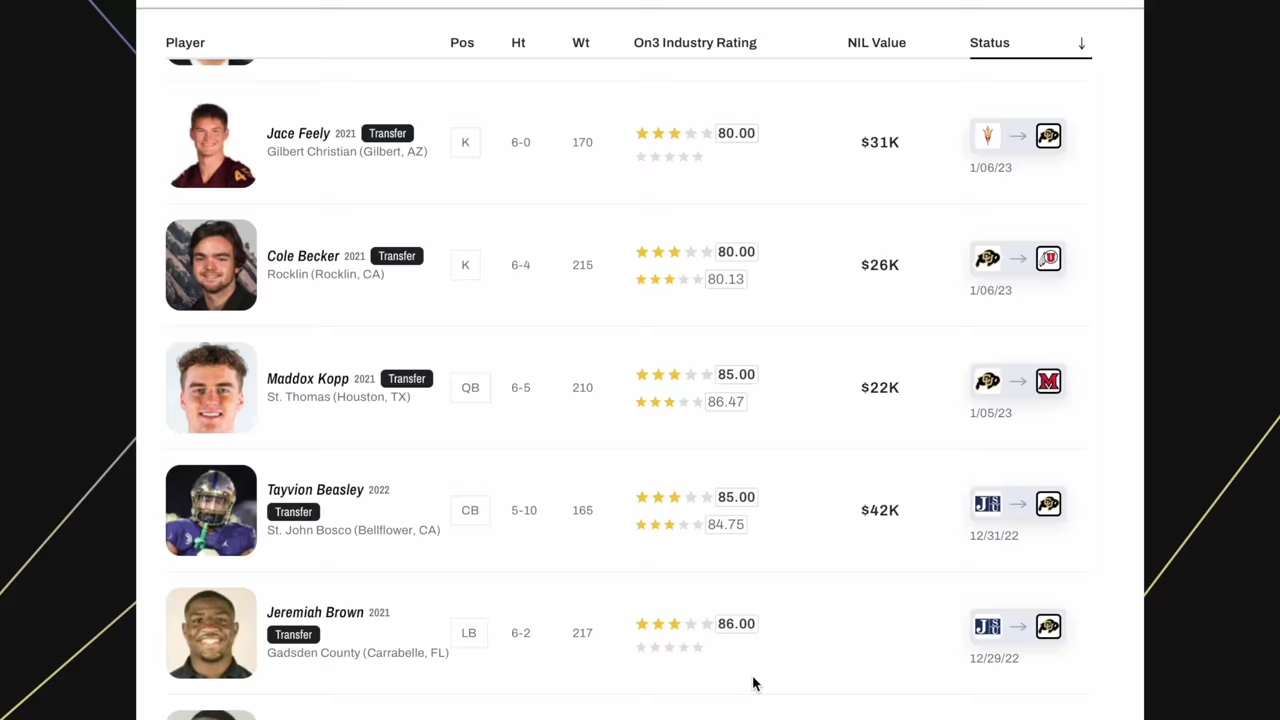 Player Pos Ht Wt On3 Industry Rating NIL Value Status ↓
Jace Feely 2021 Transfer
Gilbert Christian (Gilbert, AZ)
K 6-0 170 80.00 $31K
1/06/23
Cole Becker 2021 Transfer
Rocklin (Rocklin, CA)
K 6-4 215 80.00 $26K
80.13
1/06/23
Maddox Kopp 2021 Transfer
St. Thomas (Houston, TX)
QB 6-5 210 85.00 $22K
86.47
M
1/05/23
Tayvion Beasley 2022
Transfer
St. John Bosco (Bellflower, CA)
CB 5-10 165 85.00 $42K
84.75
12/31/22
Jeremiah Brown 2021
Transfer
Gadsden County (Carrabelle, FL)
LB 6-2 217 86.00
12/29/22